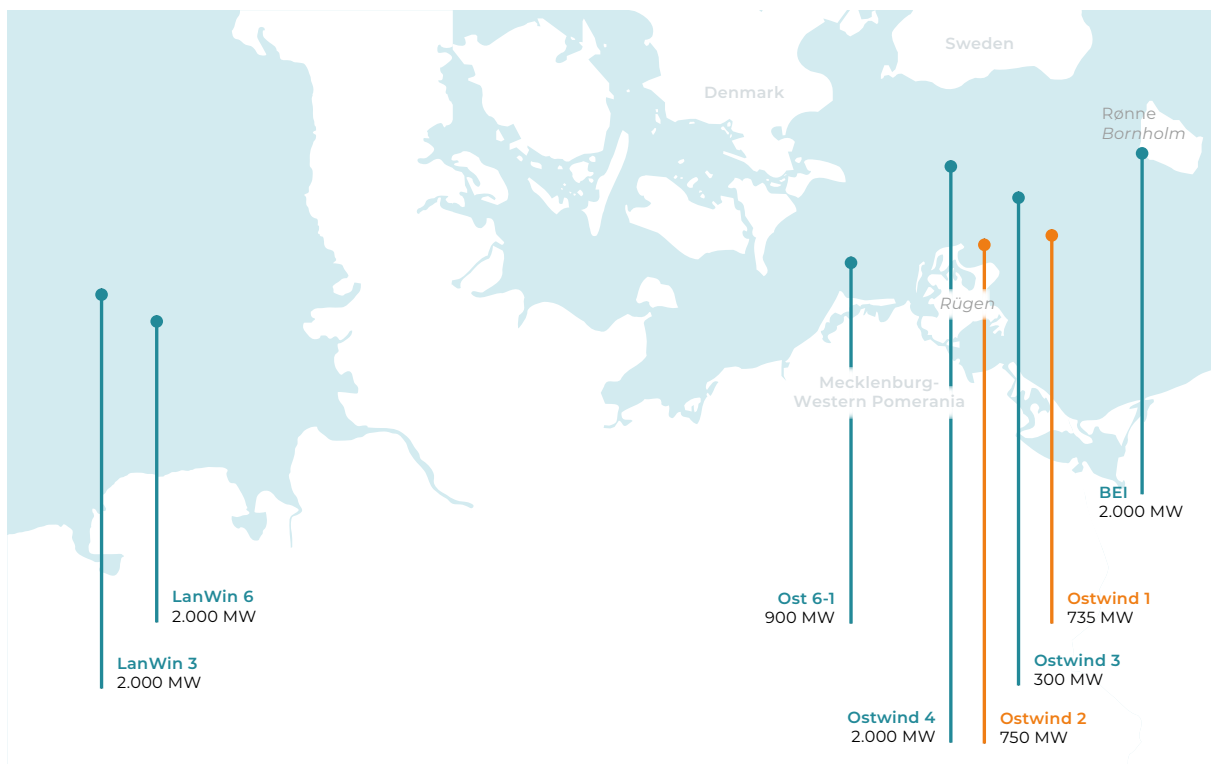 Sweden
Denmark
Rønne
Bornholm
Rügen
Mecklenburg-
Western Pomerania
BEI
2.000 MW
LanWin 6
2.000 MW
Ost 6-1
900 MW
Ostwind 1
735 MW
LanWin 3
2.000 MW
Ostwind 3
300 MW
Ostwind 4
2.000 MW
Ostwind 2
750 MW